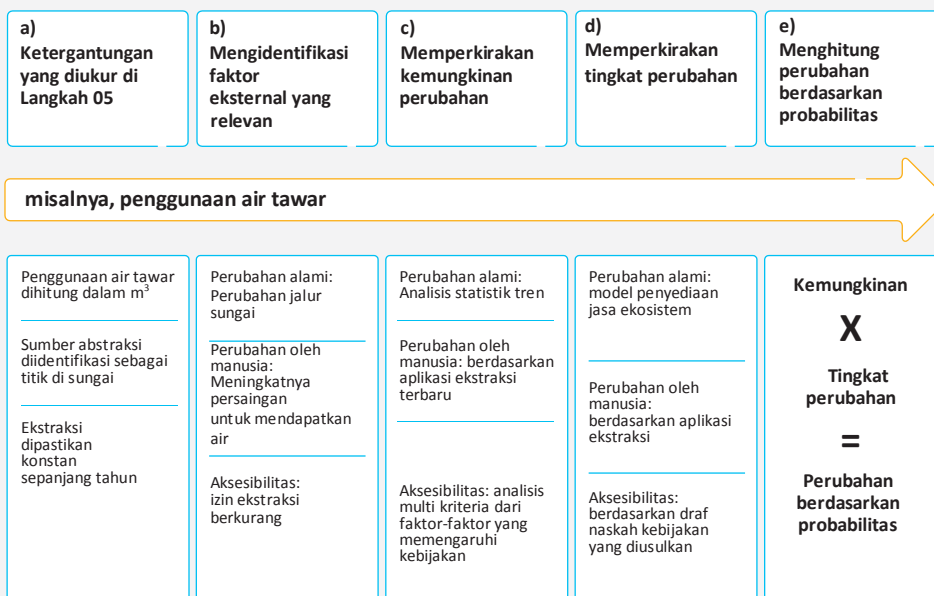 a)
Ketergantungan
yang diukur di
Langkah 05
b)
Mengidentifikasi
faktor
eksternal yang
relevan
c)
Memperkirakan
kemungkinan
perubahan
d)
Memperkirakan
tingkat perubahan
e)
Menghitung
perubahan
berdasarkan
probabilitas
misalnya, penggunaan air tawar
Penggunaan air tawar
dihitung dalam m³
Sumber abstraksi
diidentifikasi sebagai
titik di sungai
Ekstraksi
dipastikan
konstan
sepanjang tahun
Perubahan alami:
Perubahan jalur
sungai
Perubahan oleh
manusia:
Meningkatnya
persaingan
untuk mendapatkan
air
Aksesibilitas:
izin ekstraksi
berkurang
Perubahan alami:
Analisis statistik tren
Perubahan oleh
manusia: berdasarkan
aplikasi ekstraksi
terbaru
Aksesibilitas: analisis
multi kriteria dari
faktor-faktor yang
memengaruhi
kebijakan
Perubahan alami:
model penyediaan
jasa ekosistem
Perubahan oleh
manusia:
berdasarkan aplikasi
ekstraksi
Aksesibilitas:
berdasarkan draf
naskah kebijakan
yang diusulkan
Kemungkinan
X
Tingkat
perubahan
=
Perubahan
berdasarkan
probabilitas